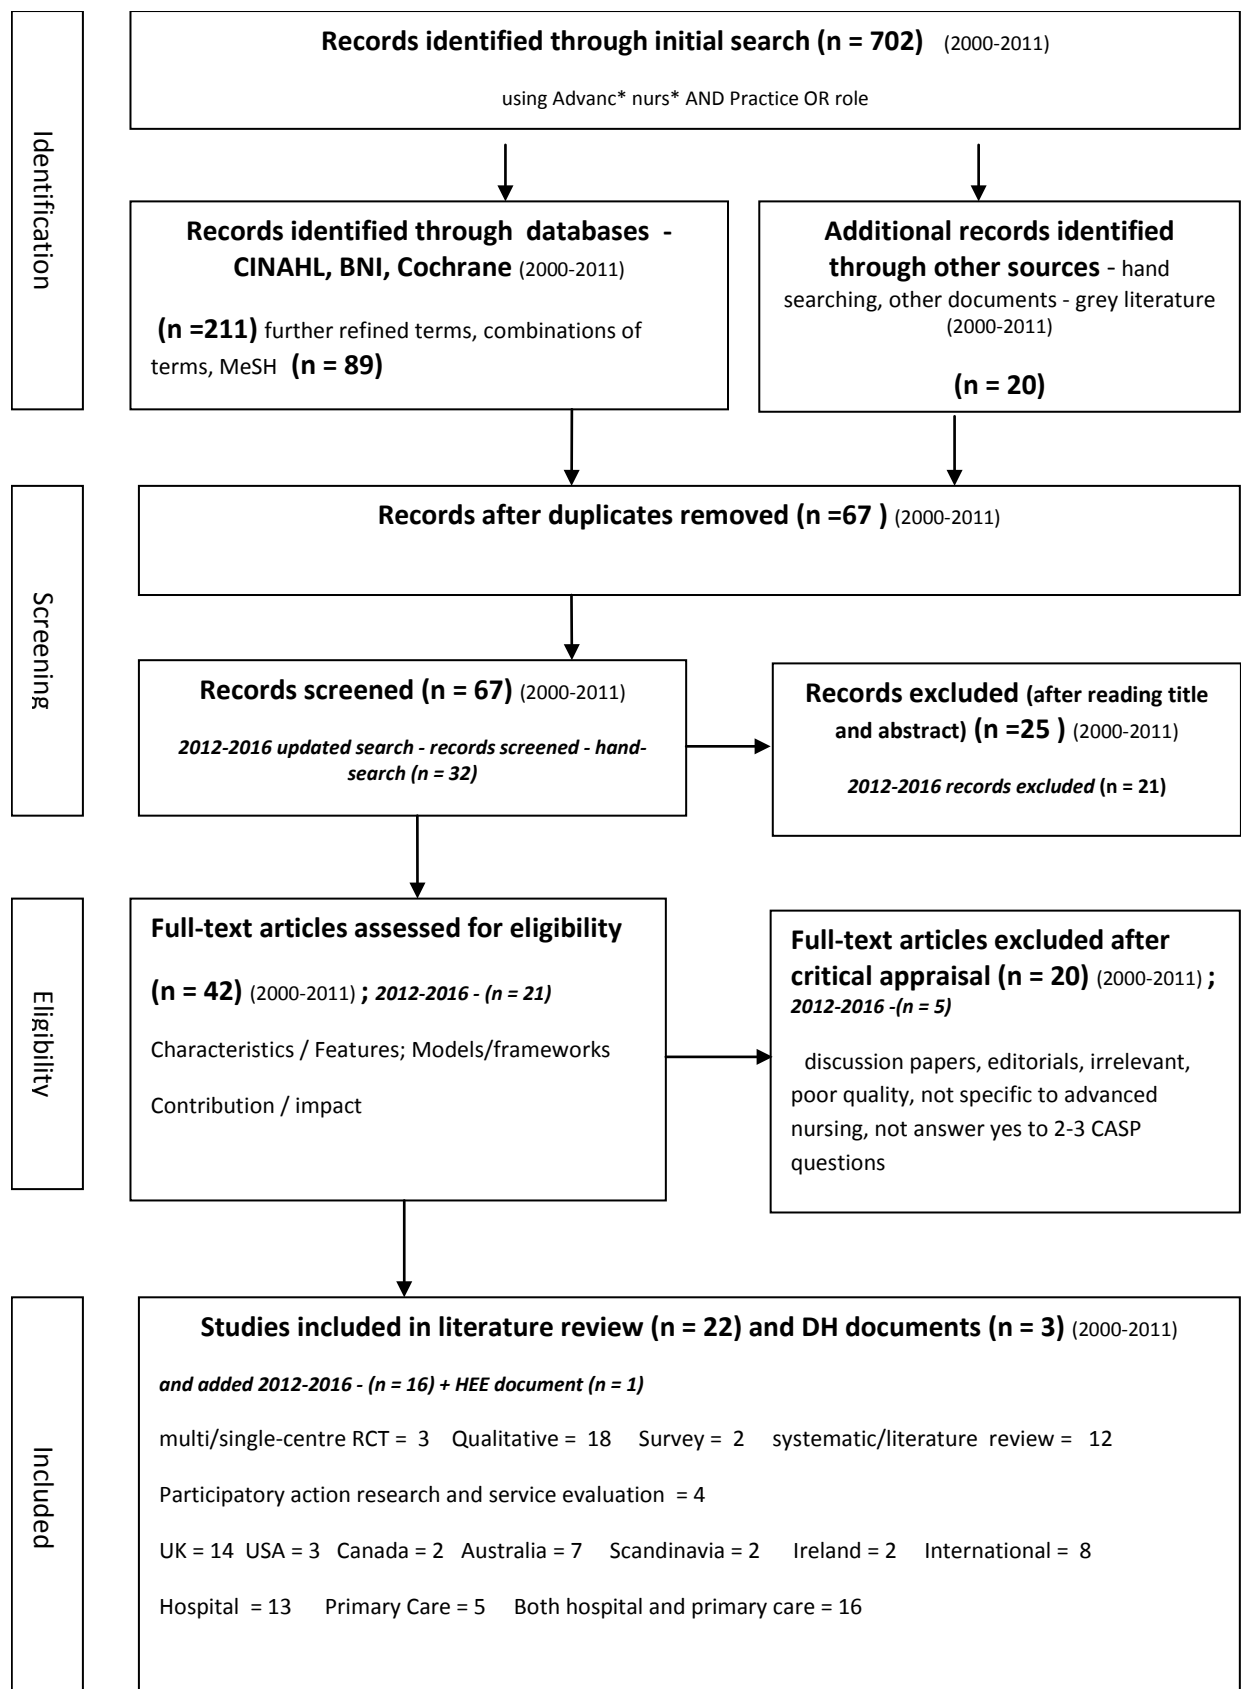 Identification
Records identified through initial search (n = 702) (2000-2011)
using Advanc* nurs* AND Practice OR role
Records identified through databases -
CINAHL, BNI, Cochrane (2000-2011)
(n =211) further refined terms, combinations of
terms, MeSH (n = 89)
Additional records identified
through other sources - hand
searching, other documents - grey literature
(2000-2011)
(n = 20)
Screening
Records after duplicates removed (n =67 ) (2000-2011)
Records screened (n = 67) (2000-2011)
2012-2016 updated search - records screened - hand-
search (n = 32)
Records excluded (after reading title
and abstract) (n =25 ) (2000-2011)
2012-2016 records excluded (n = 21)
Eligibility
Full-text articles assessed for eligibility
(n = 42) (2000-2011) ; 2012-2016 - (n = 21)
Characteristics / Features; Models/frameworks
Contribution / impact
Full-text articles excluded after
critical appraisal (n = 20) (2000-2011) ;
2012-2016 -(n = 5)
discussion papers, editorials, irrelevant,
poor quality, not specific to advanced
nursing, not answer yes to 2-3 CASP
questions
Included
Studies included in literature review (n = 22) and DH documents (n = 3) (2000-2011)
and added 2012-2016 - (n = 16) + HEE document (n = 1)
multi/single-centre RCT = 3 Qualitative = 18 Survey = 2 systematic/literature review = 12
Participatory action research and service evaluation = 4
UK = 14 USA = 3 Canada = 2 Australia = 7 Scandinavia = 2 Ireland = 2 International = 8
Hospital = 13 Primary Care = 5 Both hospital and primary care = 16